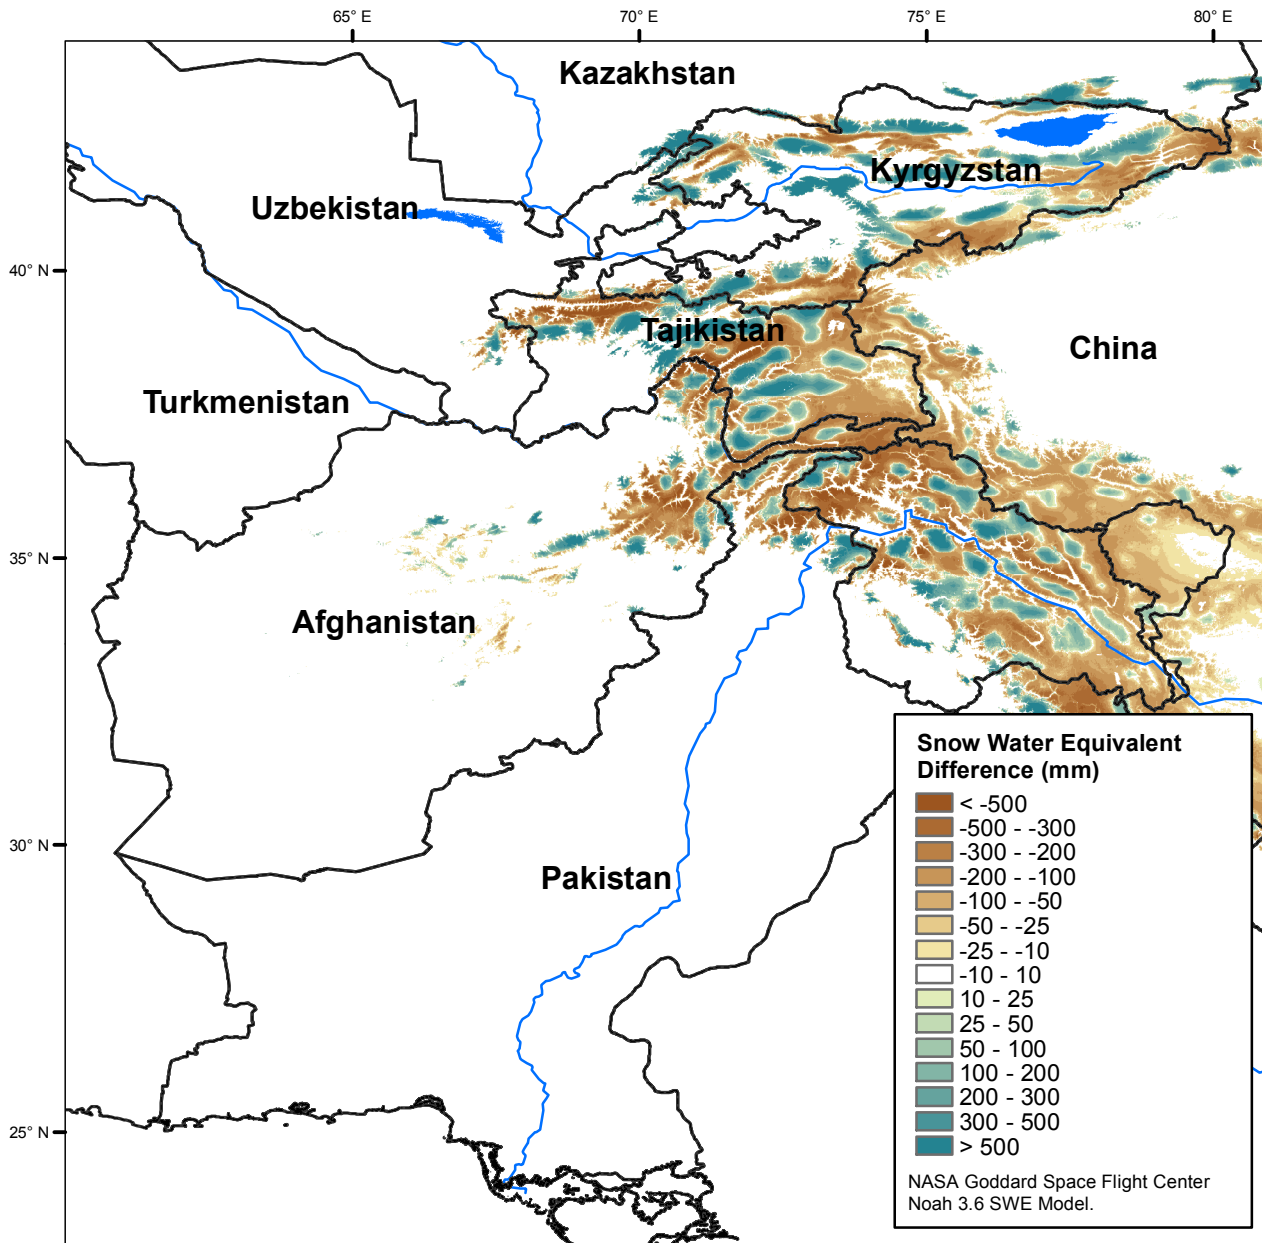 65° E
70° E
75° E
80° E
Kazakhstan
Kyrgyzstan
Uzbekistan
40° N
Tajikistan
China
Turkmenistan
35° N
Afghanistan
Snow Water Equivalent
Difference (mm)
< -500
-500 - -300
-300 - -200
-200 - -100
-100 - -50
-50 - -25
-25 - -10
-10 - 10
10 - 25
25 - 50
50 - 100
100 - 200
200 - 300
300 - 500
> 500
NASA Goddard Space Flight Center
Noah 3.6 SWE Model.
30° N
Pakistan
25° N